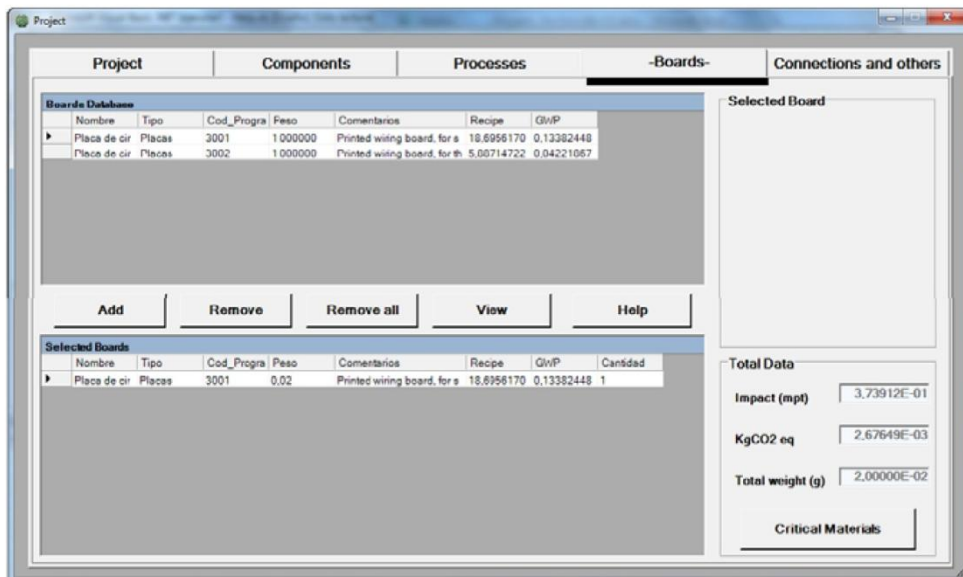 Project
Project Components Processes -Boards- Connections and others
Boards Database
Nombre Tipo Cod_Progra Peso Comentarios Recipe GWP
Placa de cir Placas 3001 1.000000 Printed wiring board, for s 18,6956170 0,13382448
Placa de cir Placas 3002 1.000000 Printed wiring board, for th 5,00714722 0,04221067
Selected Board
Add Remove Remove all View Help
Selected Boards
Nombre Tipo Cod_Progra Peso Comentarios Recipe GWP Cantidad
Placa de cir Placas 3001 0.02 Printed wiring board, for s 18,6956170 0,13382448 1
Total Data
Impact (mpt) 3,73912E-01
KgCO2 eq 2,67649E-03
Total weight (g) 2,00000E-02
Critical Materials